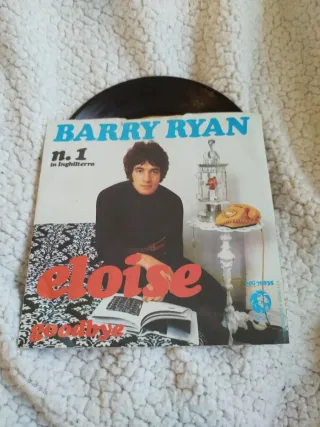 BARRY RYAN
n. 1
in Inghilterra
eloise
goodbye